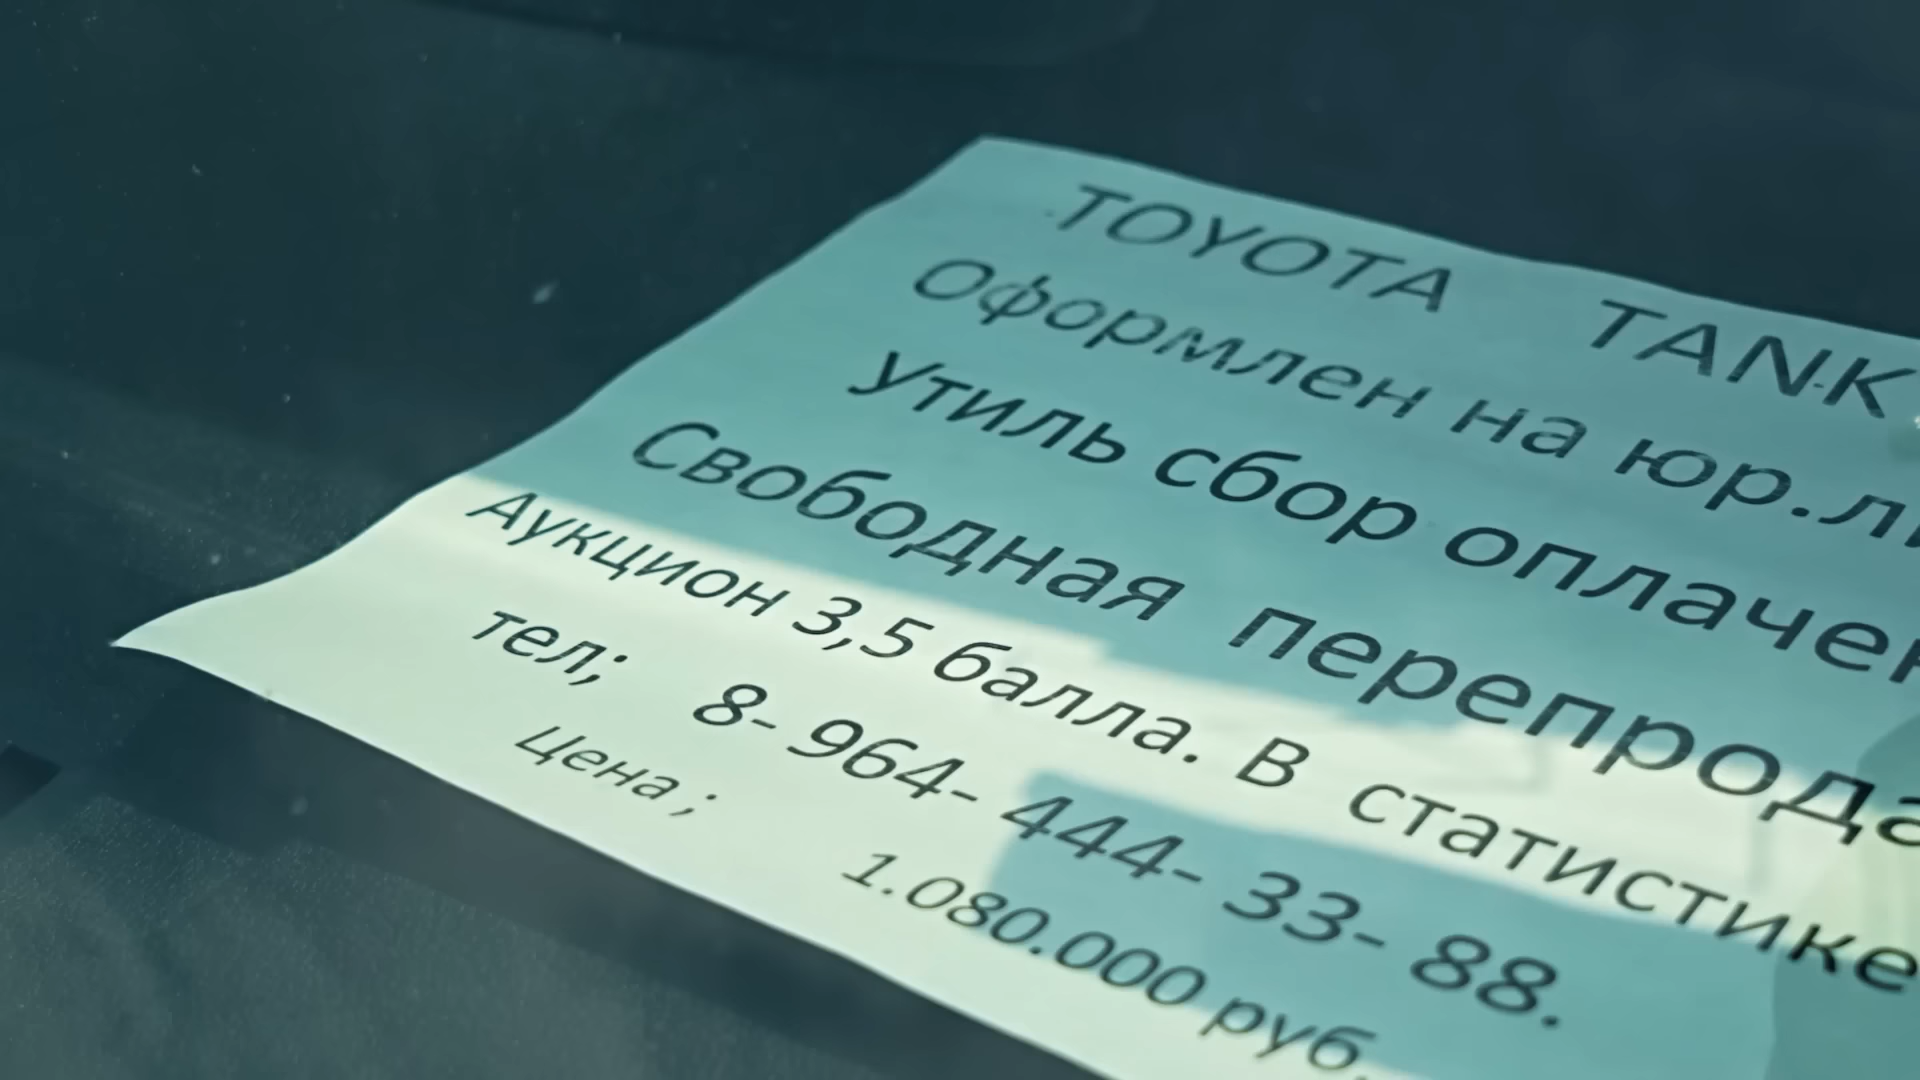 TOYOTA TANK
Оформлен на юр.ли
Утиль сбор оплачен
Свободная перепрода
Аукцион 3,5 балла. В статистике
тел; 8- 964- 444- 33- 88.
Цена ; 1.080.000 руб.